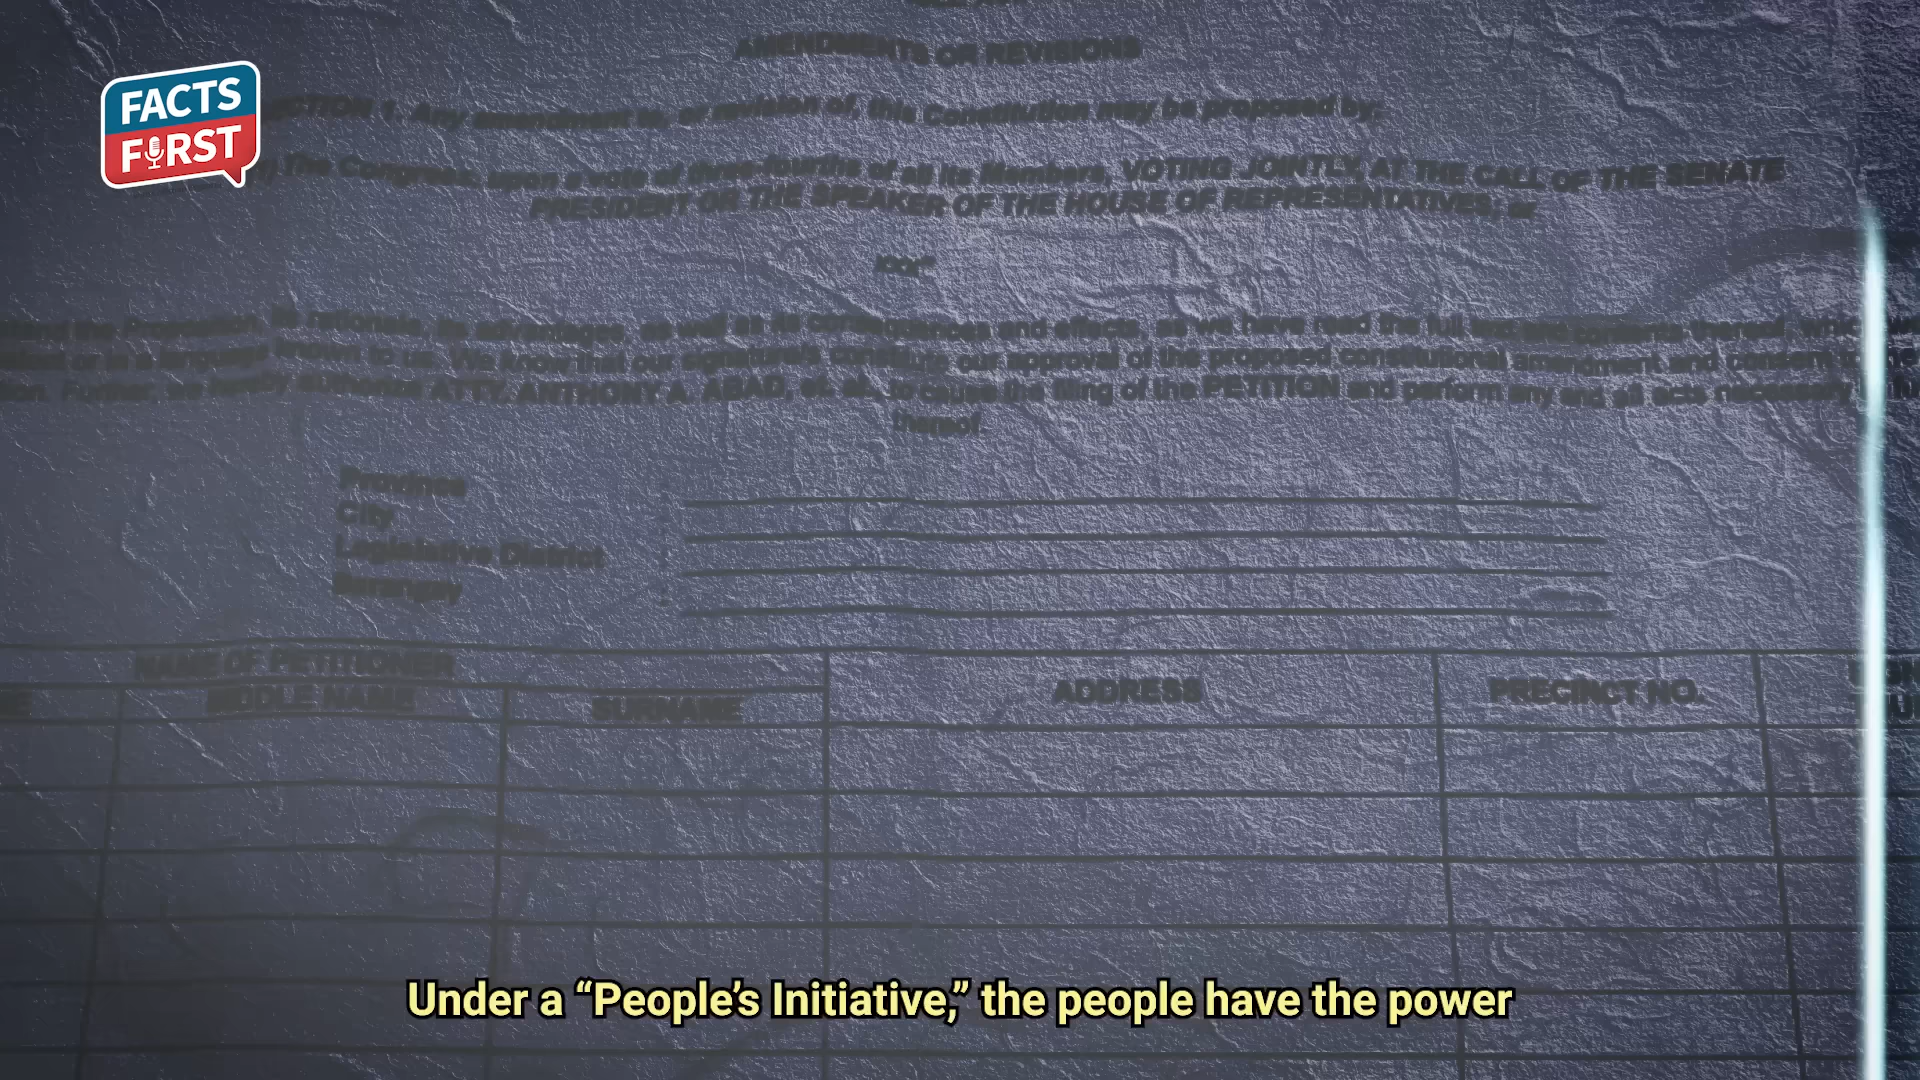 FACTS
FIRST
AMENDMENTS OR REVISIONS
SECTION 1. Any amendment to, or revision of, this Constitution may be proposed by:
The Congress, upon a vote of three-fourths of all its Members, VOTING JOINTLY, AT THE CALL OF THE SENATE
PRESIDENT OR THE SPEAKER OF THE HOUSE OF REPRESENTATIVES; or
xxx"
the Proposition, its rationale, its advantages, as well as its consequences and effects, as we have read the full text and contents thereof,
or in a language known to us. We know that our signatures constitute our approval of the proposed constitutional amendment and consent
Further, we hereby authorize ATTY. ANTHONY A. ABAD, et. al., to cause the filing of the PETITION and perform any and all acts necessary
thereof.
Province
City
Legislative District
Barangay
NAME OF PETITIONER
MIDDLE NAME
SURNAME
ADDRESS
PRECINCT NO.
Under a “People’s Initiative,” the people have the power